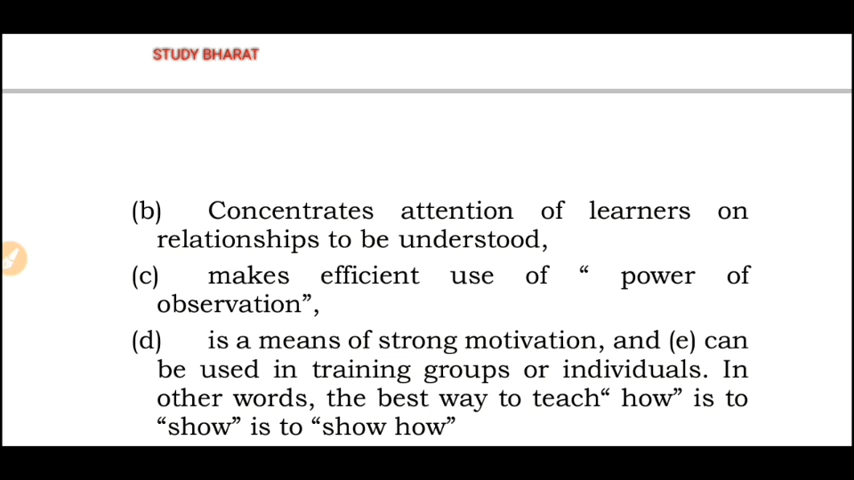 STUDY BHARAT
(b) Concentrates attention of learners on
relationships to be understood,
(c) makes efficient use of “ power of
observation”,
(d) is a means of strong motivation, and (e) can
be used in training groups or individuals. In
other words, the best way to teach“ how” is to
“show” is to “show how”